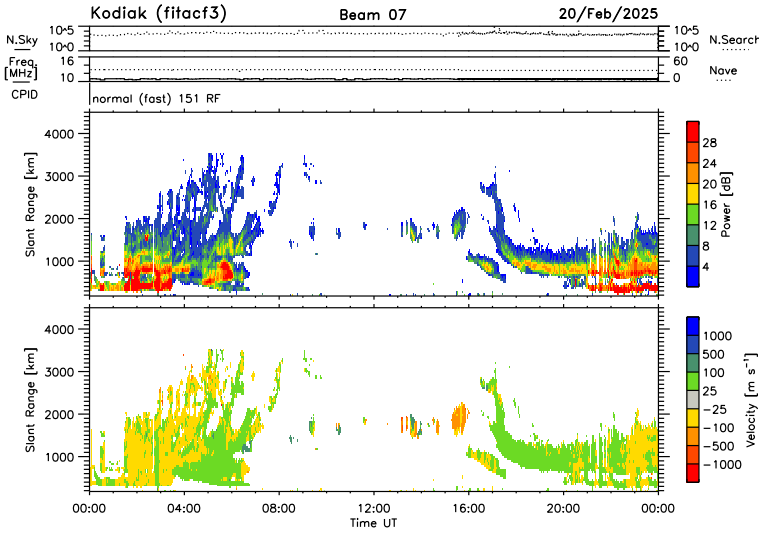 Kodiak (fitacf3) Beam 07 20/Feb/2025
N.Sky 10^5 10^0 10^5 10^0 N.Search
Freq. [MHz] 16 10 60 0 Nave
CPID normal (fast) 151 RF
Slant Range [km]
4000
3000
2000
1000
28
24
20
16
12
8
4
Power [dB]
Slant Range [km]
4000
3000
2000
1000
1000
500
100
25
−25
−100
−500
−1000
Velocity [m s⁻¹]
00:00 04:00 08:00 12:00 16:00 20:00 00:00
Time UT